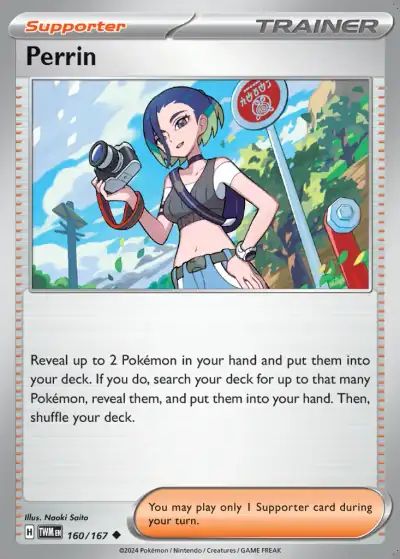 Supporter TRAINER
Perrin
Reveal up to 2 Pokémon in your hand and put them into
your deck. If you do, search your deck for up to that many
Pokémon, reveal them, and put them into your hand. Then,
shuffle your deck.
Illus. Naoki Saito
H TWM EN 160/167
You may play only 1 Supporter card during
your turn.
©2024 Pokémon / Nintendo / Creatures / GAME FREAK